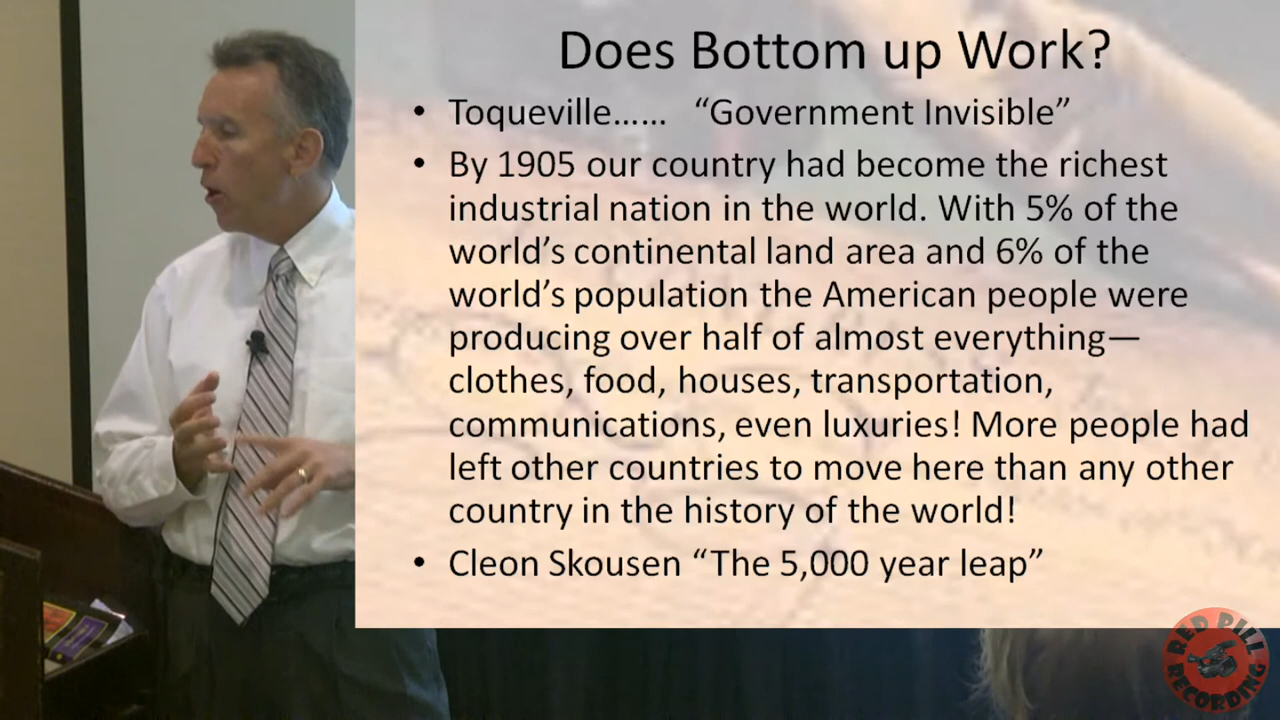 Does Bottom up Work?
• Toqueville...... “Government Invisible”
• By 1905 our country had become the richest
industrial nation in the world. With 5% of the
world’s continental land area and 6% of the
world’s population the American people were
producing over half of almost everything—
clothes, food, houses, transportation,
communications, even luxuries! More people had
left other countries to move here than any other
country in the history of the world!
• Cleon Skousen “The 5,000 year leap”
RED PILL
RECORDING